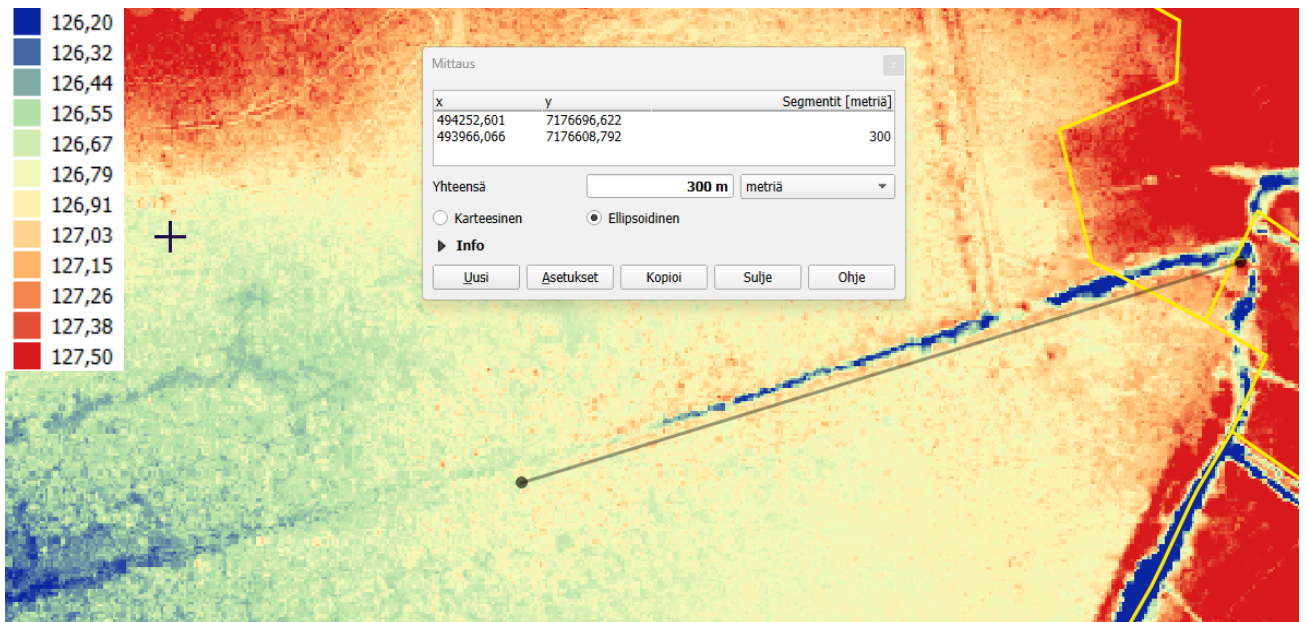 126,20
126,32
126,44
126,55
126,67
126,79
126,91
127,03
127,15
127,26
127,38
127,50
Mittaus
x y Segmentit [metriä]
494252,601 7176696,622
493966,066 7176608,792 300
Yhteensä 300 m metriä
Karteesinen Ellipsoidinen
Info
Uusi Asetukset Kopioi Sulje Ohje